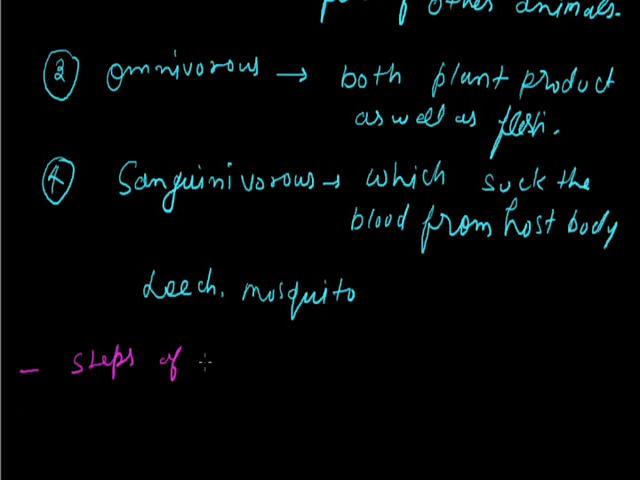 of other animals.
3 Omnivorous → both plant product
as well as flesh.
4 Sanguinivorous → which suck the
blood from host body
Leech, mosquito
- Steps of